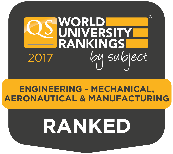 QS WORLD
UNIVERSITY
RANKINGS
2017 by subject
ENGINEERING - MECHANICAL,
AERONAUTICAL & MANUFACTURING
RANKED